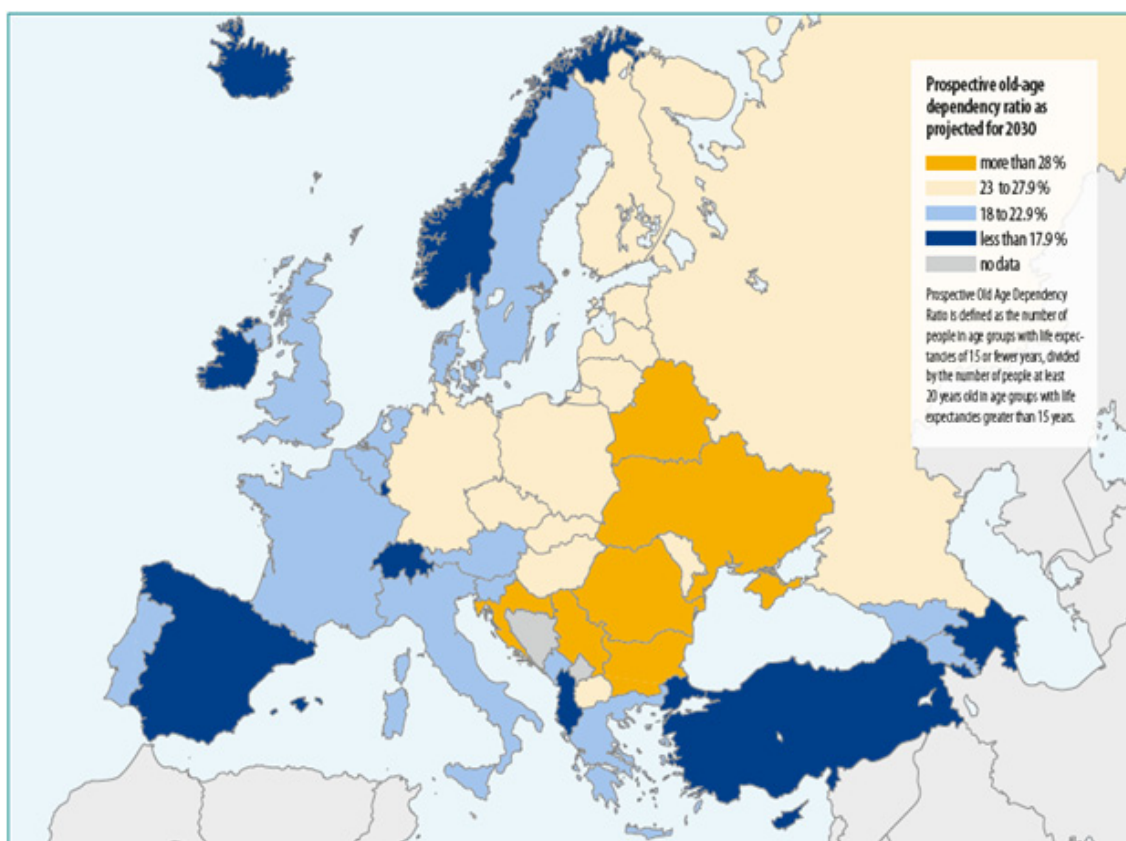 Prospective old-age
dependency ratio as
projected for 2030
more than 28 %
23 to 27.9 %
18 to 22.9 %
less than 17.9 %
no data
Prospective Old Age Dependency
Ratio is defined as the number of
people in age groups with life expec-
tancies of 15 or fewer years, divided
by the number of people at least
20 years old in age groups with life
expectancies greater than 15 years.